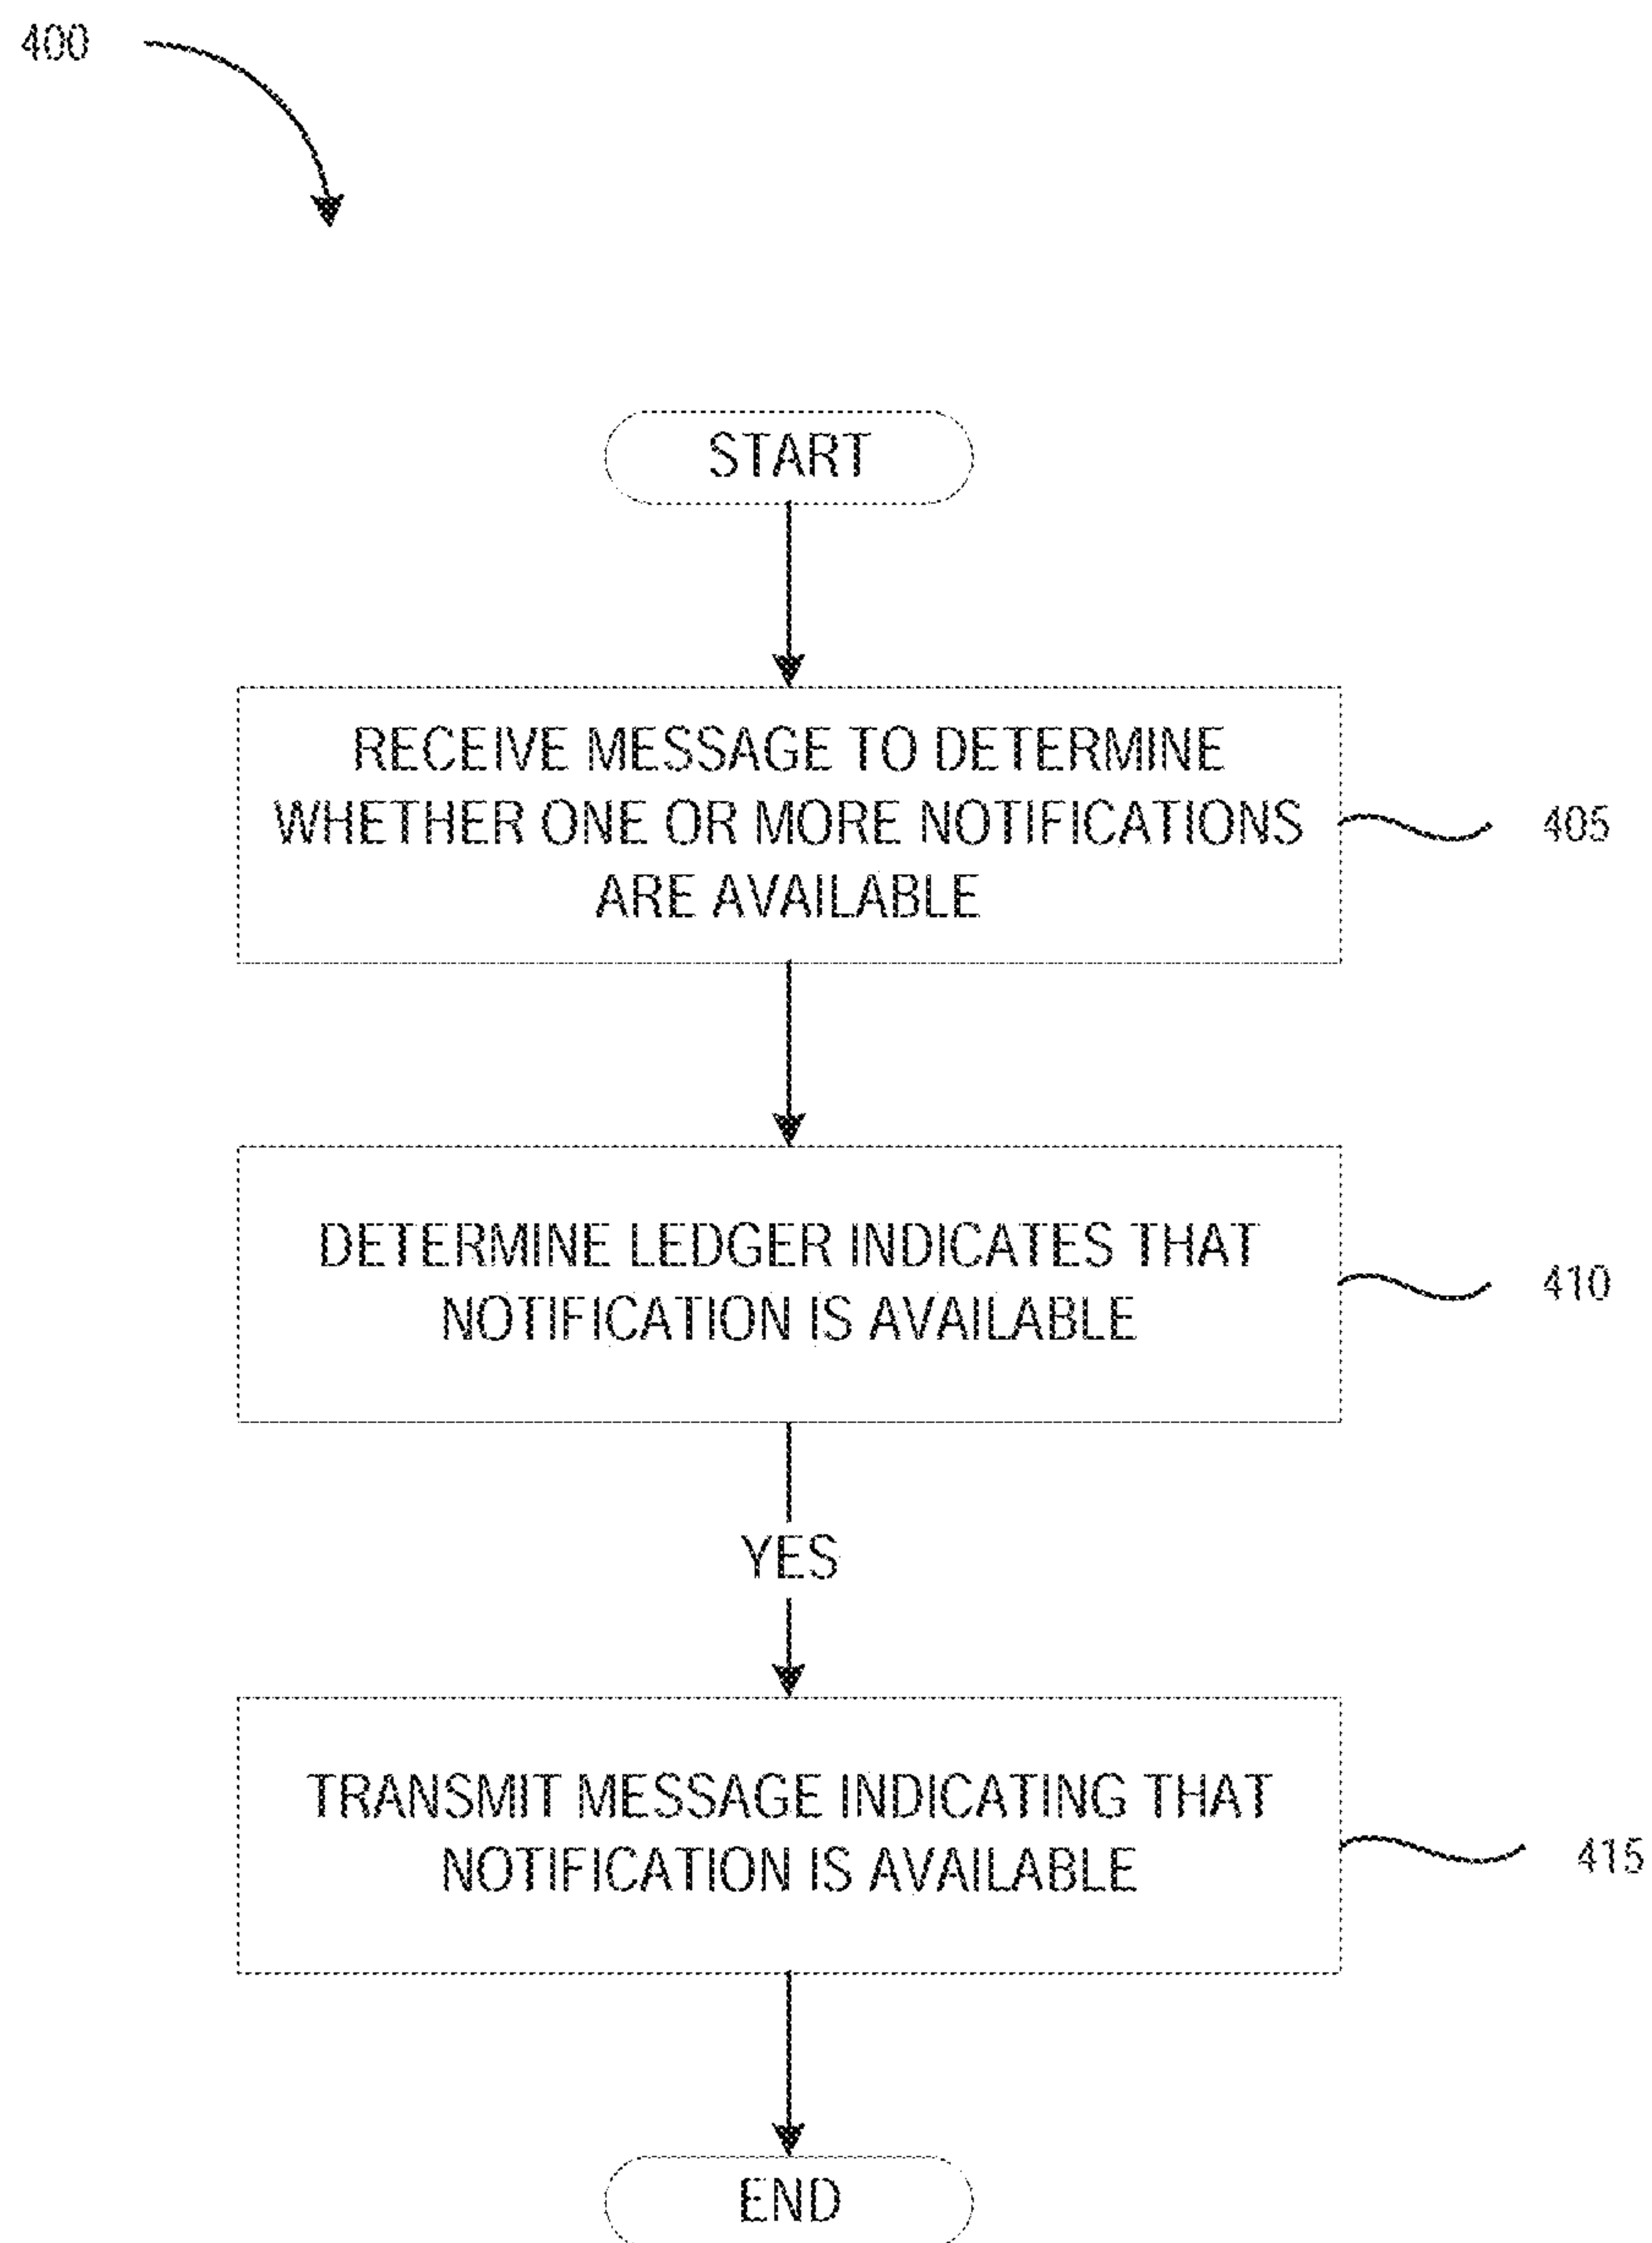 400
START
RECEIVE MESSAGE TO DETERMINE
WHETHER ONE OR MORE NOTIFICATIONS
ARE AVAILABLE
405
DETERMINE LEDGER INDICATES THAT
NOTIFICATION IS AVAILABLE
410
YES
TRANSMIT MESSAGE INDICATING THAT
NOTIFICATION IS AVAILABLE
415
END